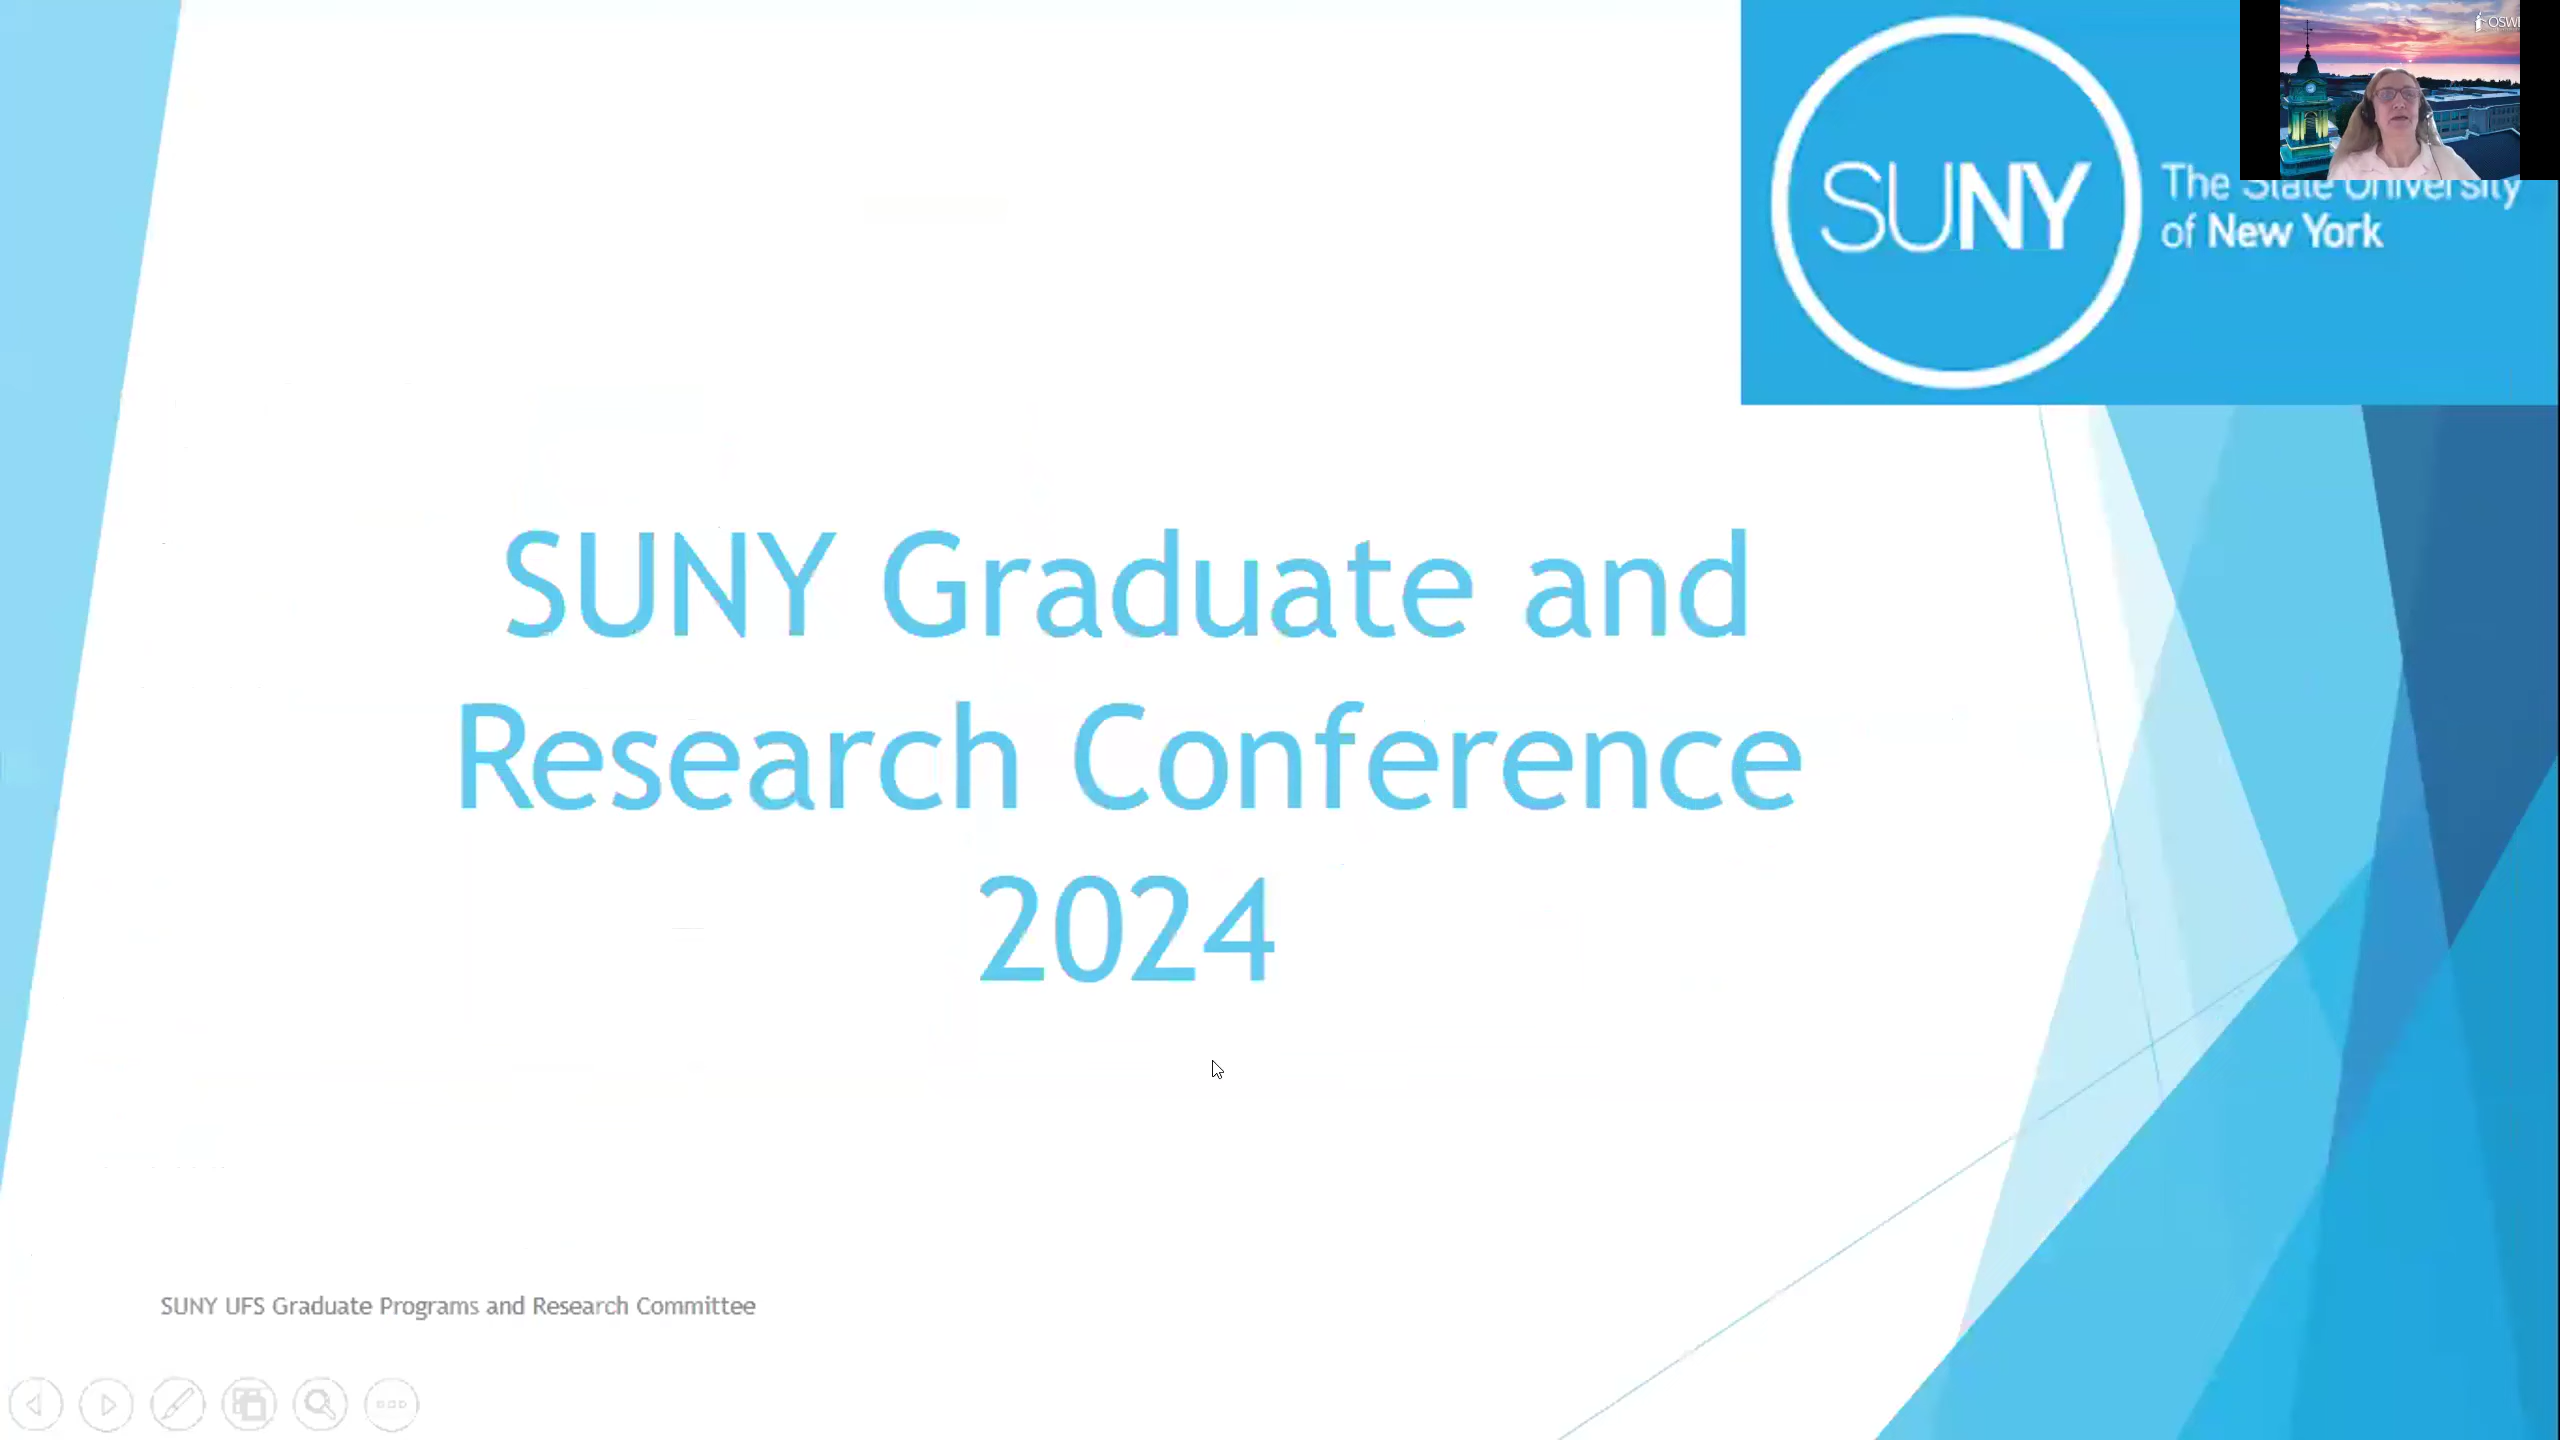 SUNY
The State University
of New York
SUNY Graduate and
Research Conference
2024
SUNY UFS Graduate Programs and Research Committee